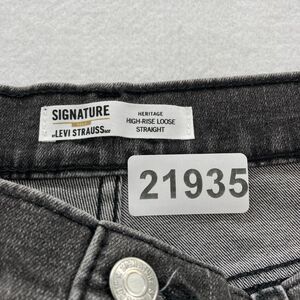 SIGNATURE
BY LEVI STRAUSS & CO
HERITAGE
HIGH-RISE LOOSE
STRAIGHT
21935